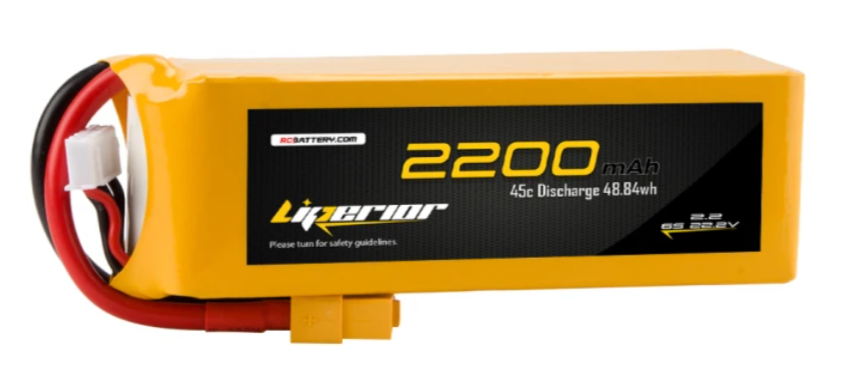 RCBATTERY.COM
2200mAh
45c Discharge 48.84wh
Liperior
2.2
6S 22.2V
Please turn for safety guidelines.
+